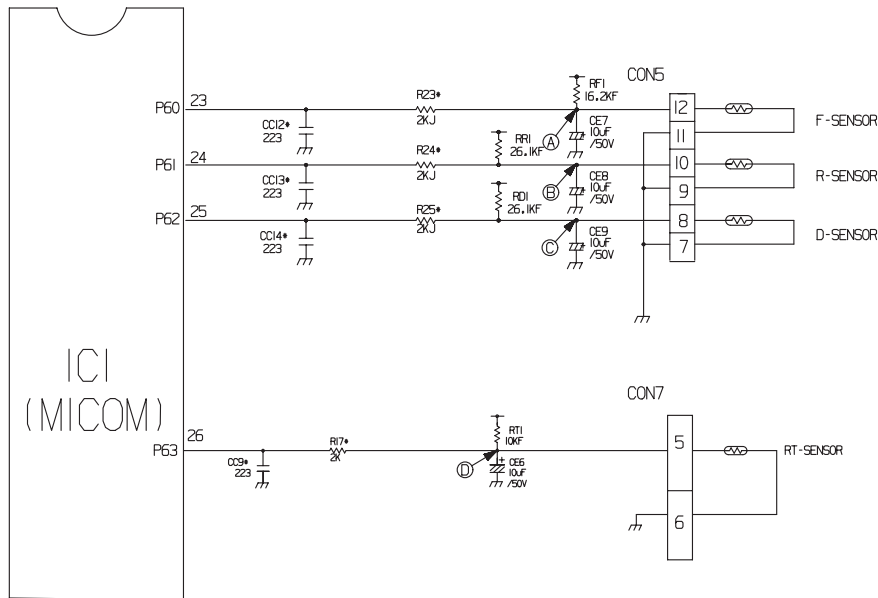 CON5
RF1
16.2KF
P60
23
R23*
2KJ
12
F-SENSOR
CC12*
223
A
CE7
10uF
/50V
11
RR1
26.1KF
P61
24
R24*
2KJ
10
R-SENSOR
CC13*
223
B
CE8
10uF
/50V
9
RD1
26.1KF
P62
25
R25*
2KJ
8
D-SENSOR
CC14*
223
C
CE9
10uF
/50V
7
IC1
(MICOM)
CON7
RT1
10KF
P63
26
R17*
2K
5
RT-SENSOR
CC9*
223
D
CE6
10uF
/50V
+
6